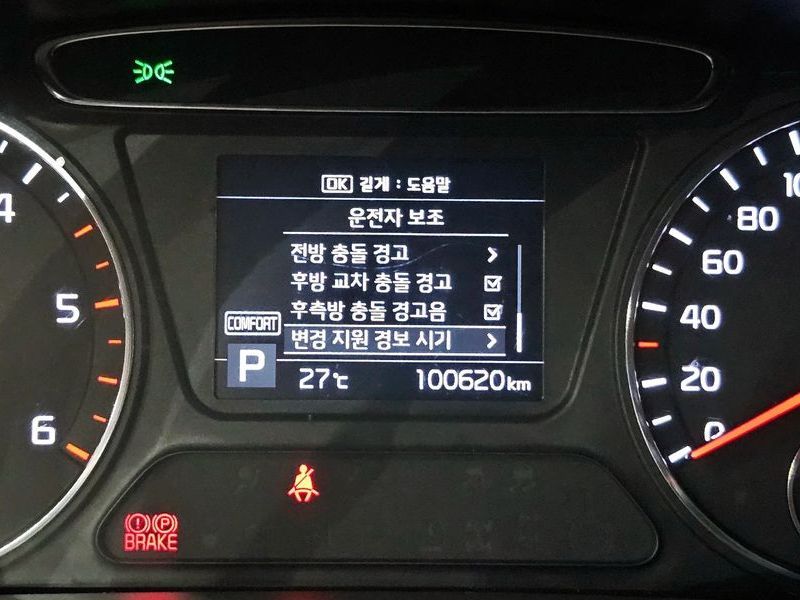 OK 길게 : 도움말
운전자 보조
전방 충돌 경고
후방 교차 충돌 경고
후측방 충돌 경고음
변경 지원 경보 시기
COMFORT
P
27℃
100620km
4
5
6
80
60
40
20
0
(!) (P)
BRAKE